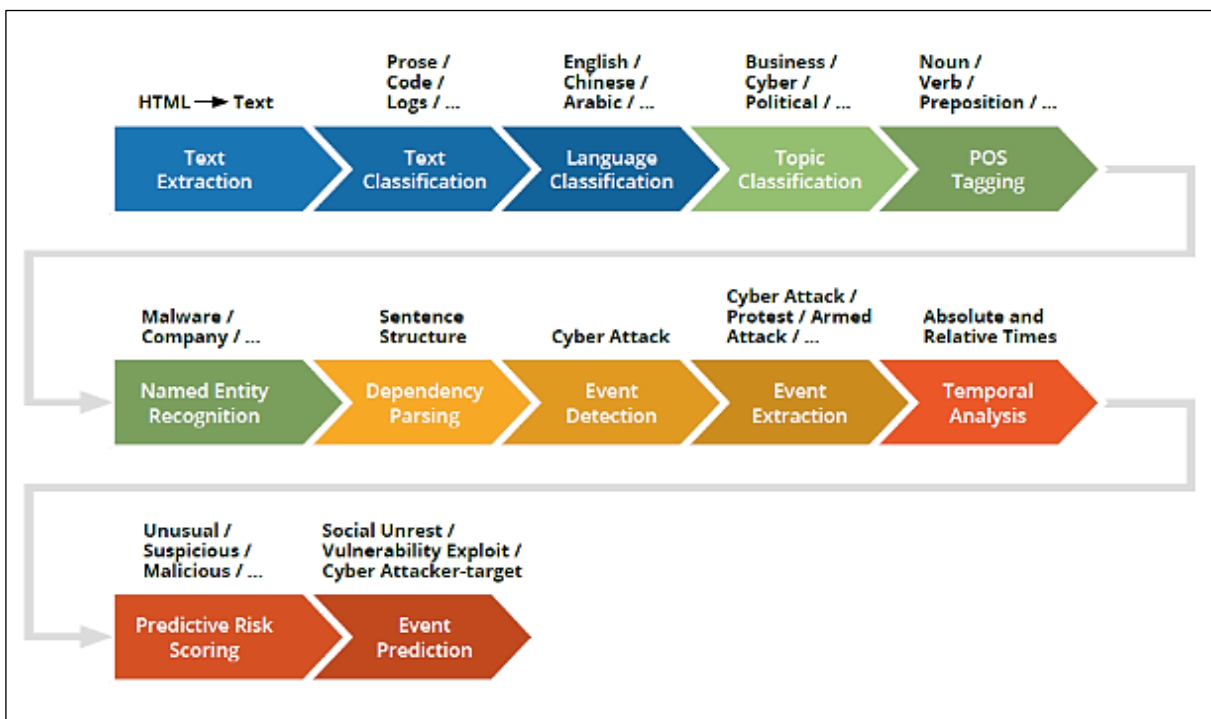 HTML → Text
Prose /
Code /
Logs / ...
English /
Chinese /
Arabic / ...
Business /
Cyber /
Political / ...
Noun /
Verb /
Preposition / ...
Text
Extraction
Text
Classification
Language
Classification
Topic
Classification
POS
Tagging
Malware /
Company / ...
Sentence
Structure
Cyber Attack
Cyber Attack /
Protest / Armed
Attack / ...
Absolute and
Relative Times
Named Entity
Recognition
Dependency
Parsing
Event
Detection
Event
Extraction
Temporal
Analysis
Unusual /
Suspicious /
Malicious / ...
Social Unrest /
Vulnerability Exploit /
Cyber Attacker-target
Predictive Risk
Scoring
Event
Prediction